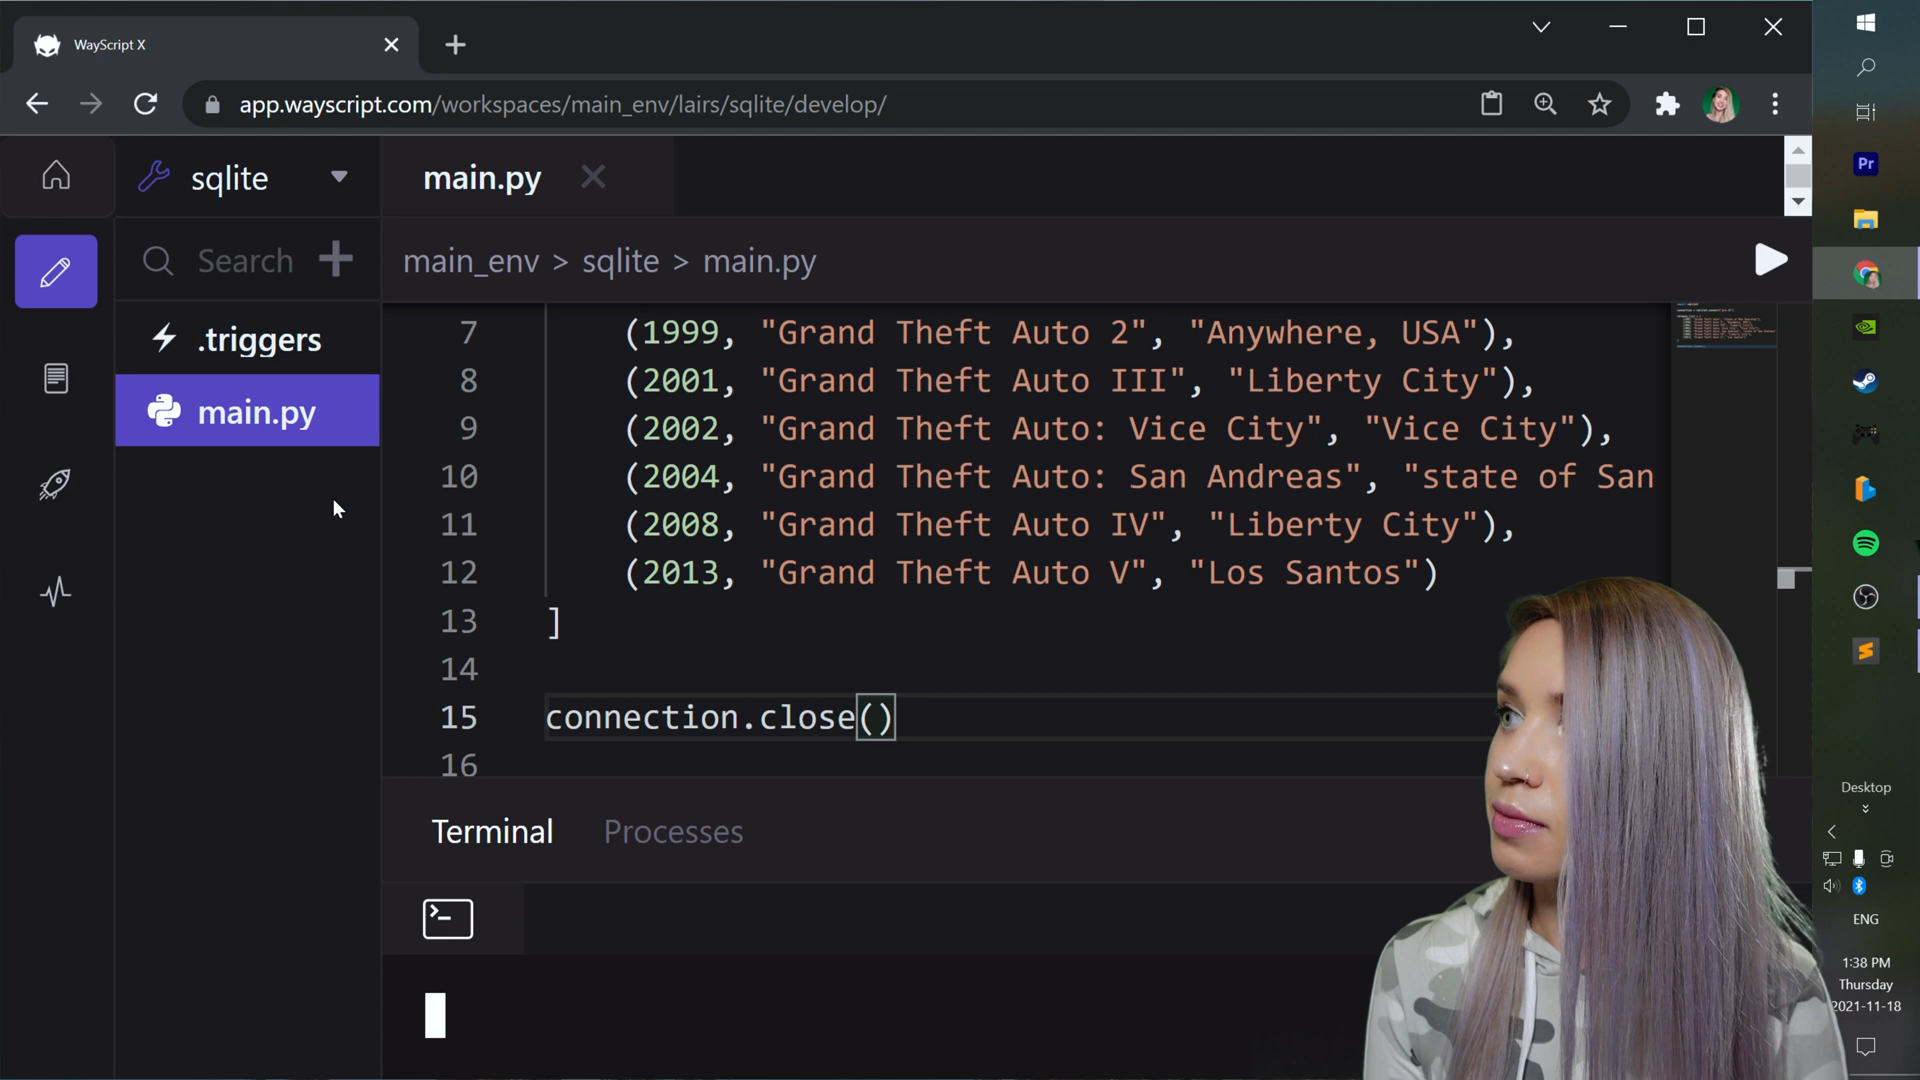 WayScript X
app.wayscript.com/workspaces/main_env/lairs/sqlite/develop/
sqlite
main.py
Search
main_env > sqlite > main.py
.triggers
main.py
7 (1999, "Grand Theft Auto 2", "Anywhere, USA"),
8 (2001, "Grand Theft Auto III", "Liberty City"),
9 (2002, "Grand Theft Auto: Vice City", "Vice City"),
10 (2004, "Grand Theft Auto: San Andreas", "state of San
11 (2008, "Grand Theft Auto IV", "Liberty City"),
12 (2013, "Grand Theft Auto V", "Los Santos")
13 ]
14
15 connection.close()
16
Terminal Processes
Pr
Desktop
ENG
1:38 PM
Thursday
2021-11-18